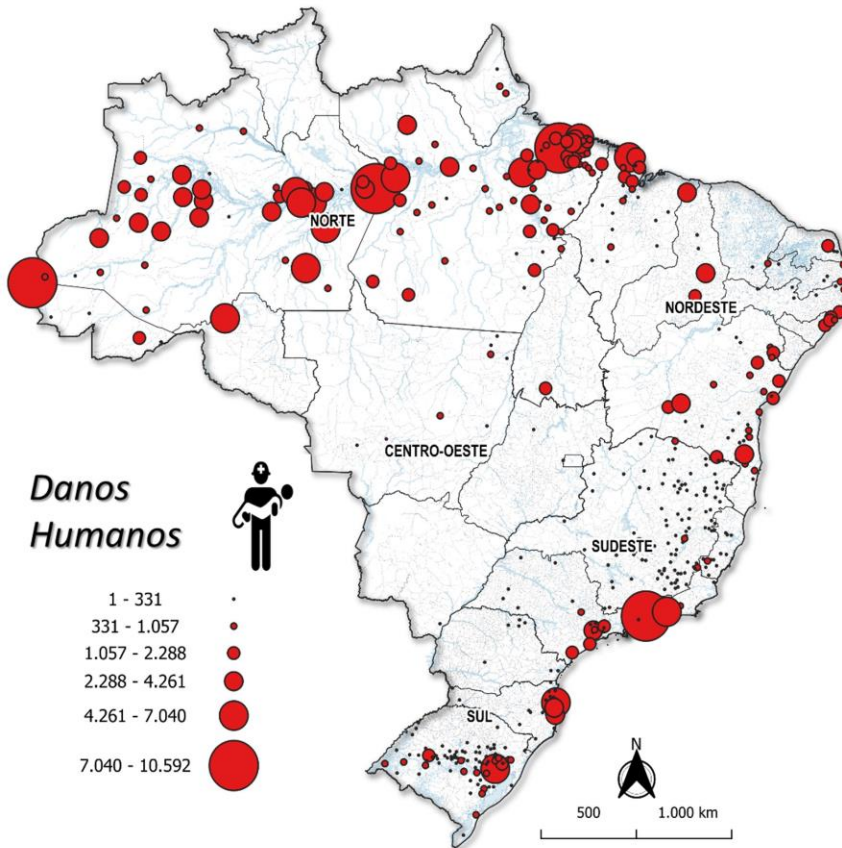 NORTE
NORDESTE
CENTRO-OESTE
SUDESTE
SUL
Danos
Humanos
1 - 331
331 - 1.057
1.057 - 2.288
2.288 - 4.261
4.261 - 7.040
7.040 - 10.592
N
500 1.000 km